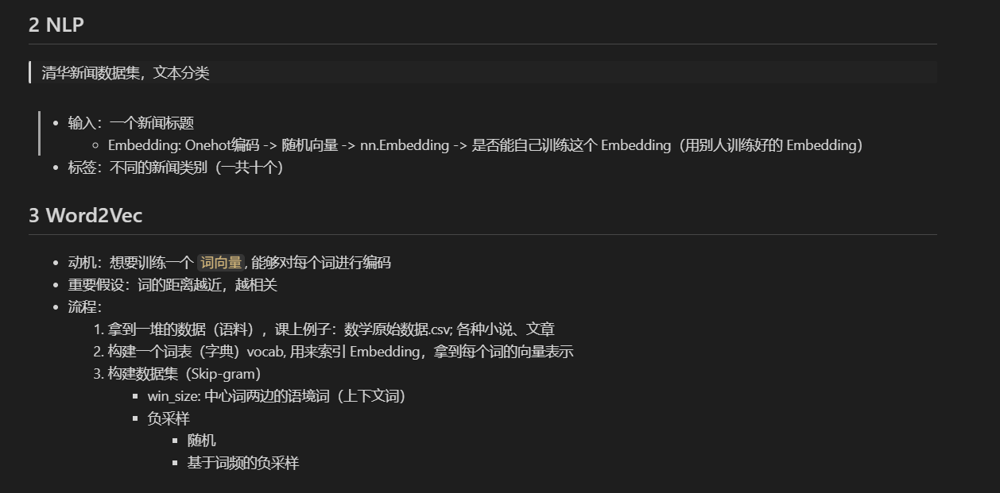 2 NLP
清华新闻数据集，文本分类
输入：一个新闻标题
Embedding: Onehot编码 -> 随机向量 -> nn.Embedding -> 是否能自己训练这个 Embedding（用别人训练好的 Embedding）
标签：不同的新闻类别（一共十个）
3 Word2Vec
动机：想要训练一个 词向量, 能够对每个词进行编码
重要假设：词的距离越近，越相关
流程：
1. 拿到一堆的数据（语料），课上例子：数学原始数据.csv; 各种小说、文章
2. 构建一个词表（字典）vocab, 用来索引 Embedding，拿到每个词的向量表示
3. 构建数据集（Skip-gram）
win_size: 中心词两边的语境词（上下文词）
负采样
随机
基于词频的负采样